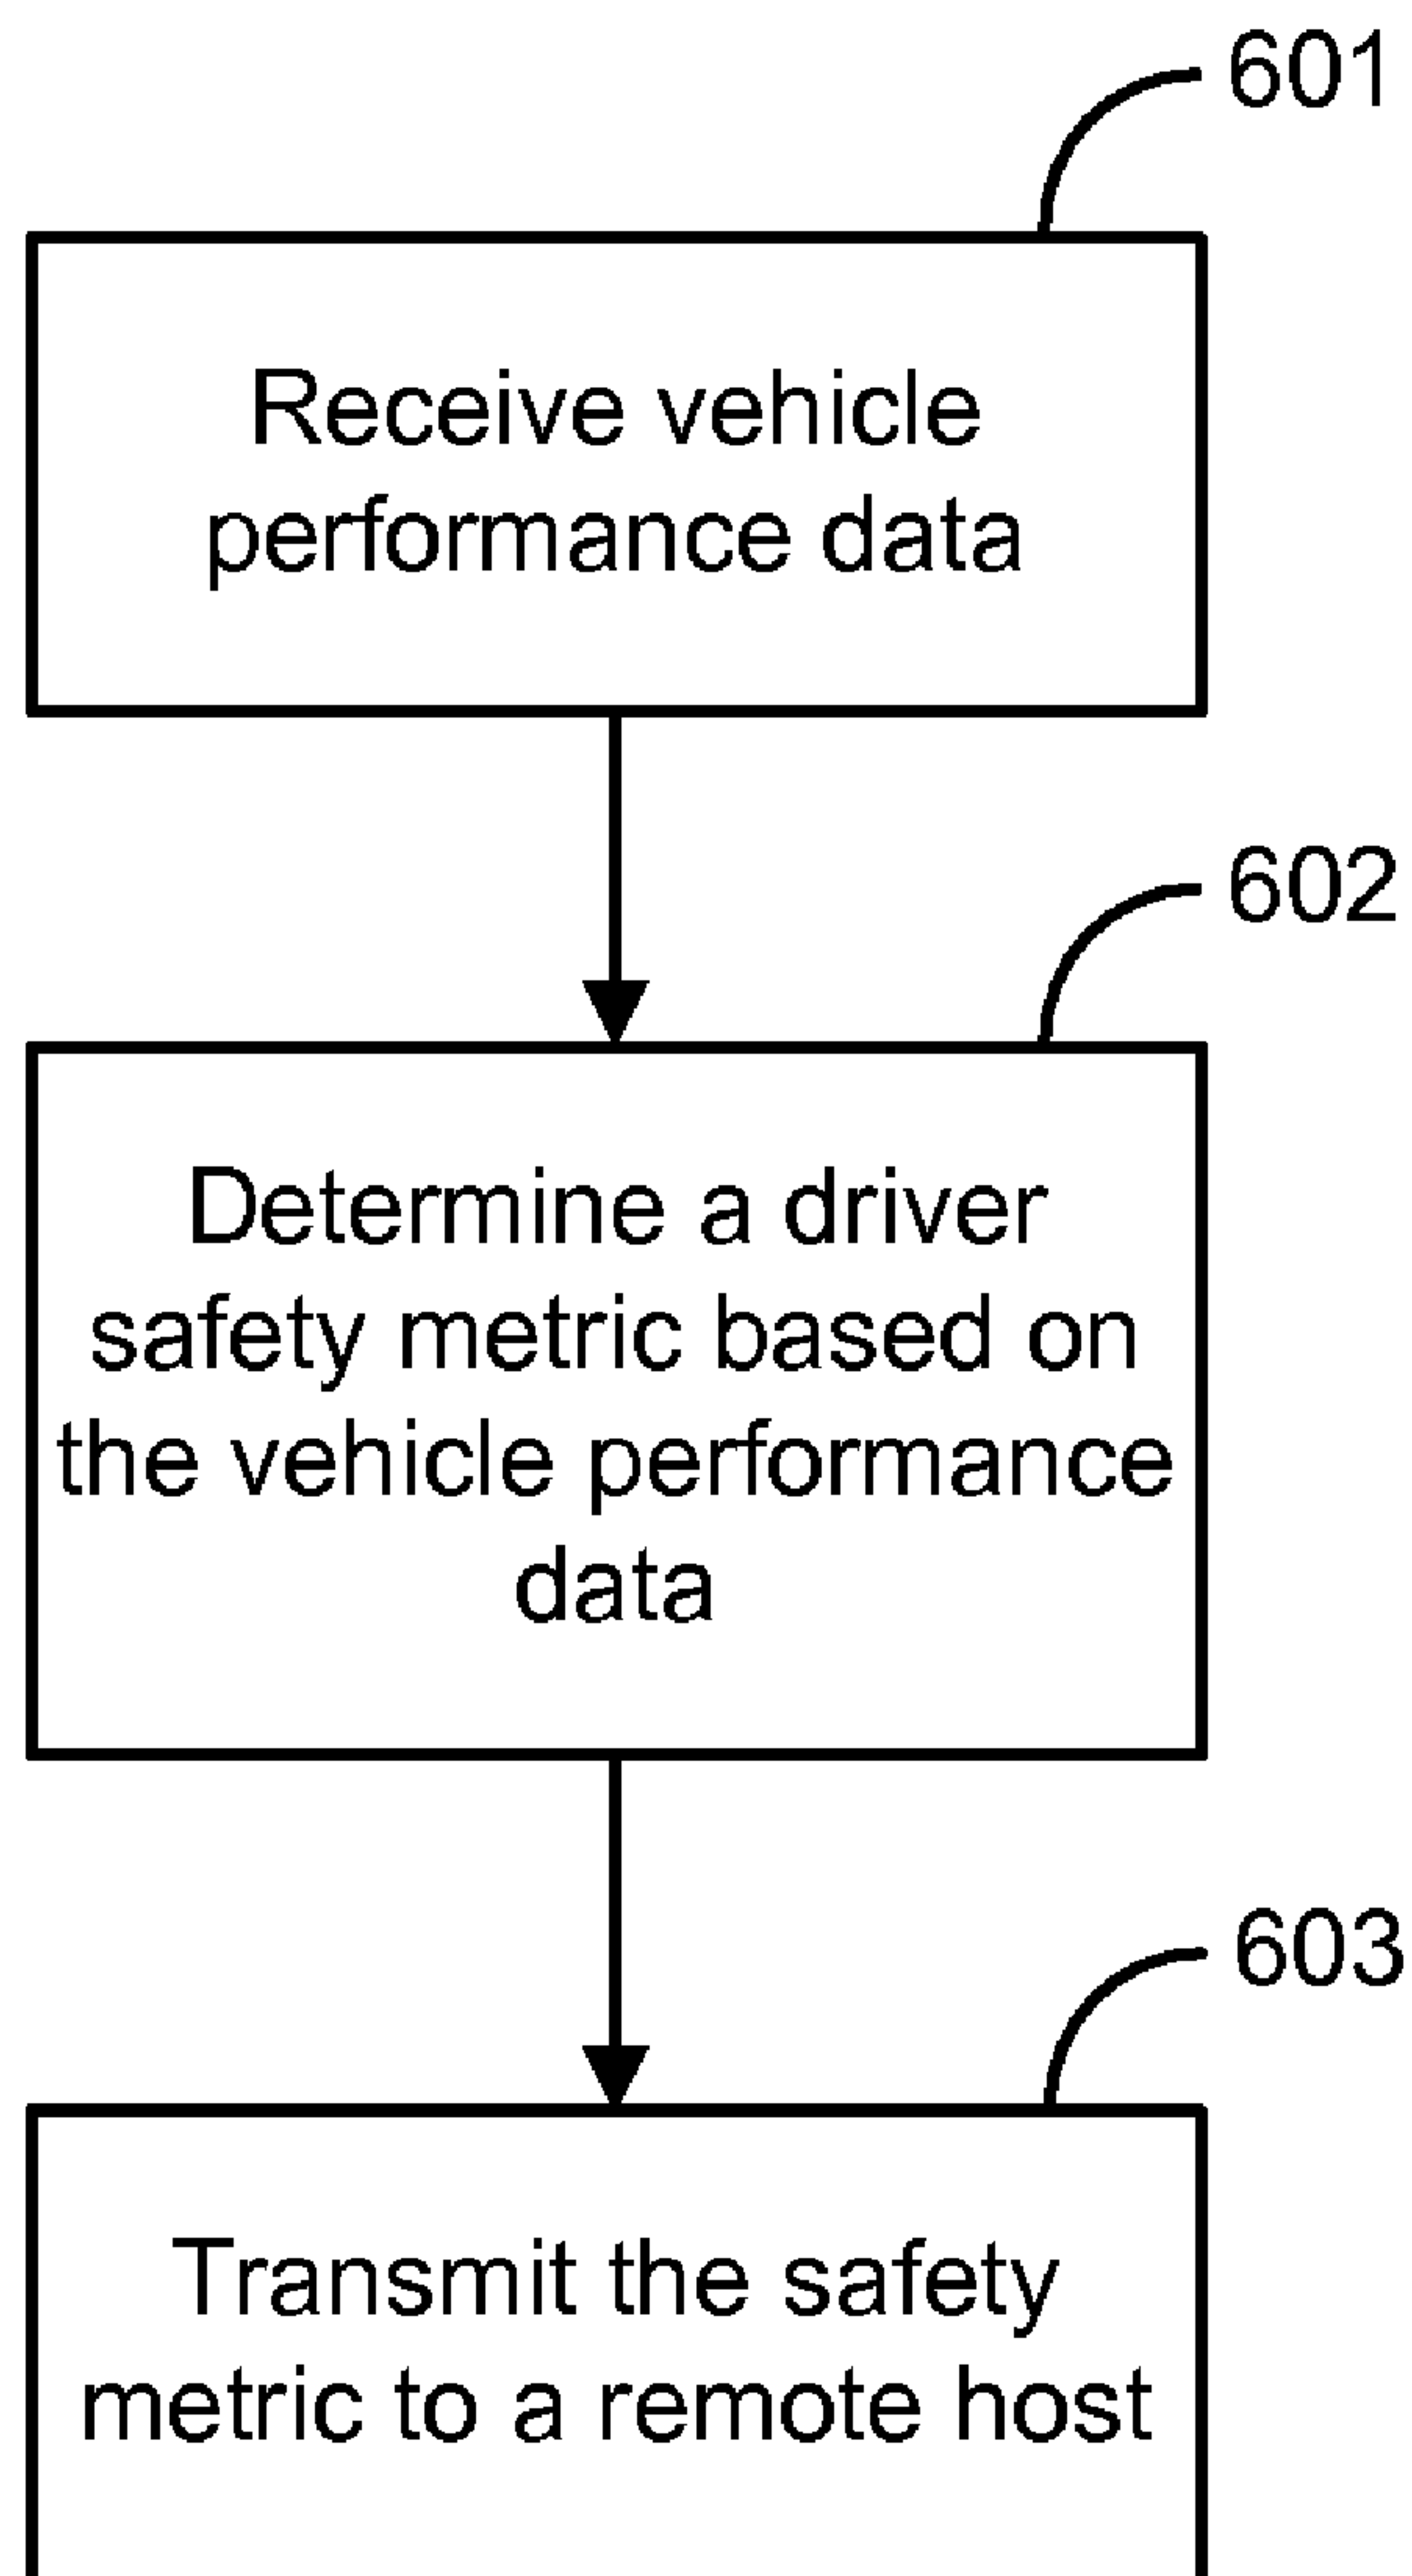 601
Receive vehicle
performance data
602
Determine a driver
safety metric based on
the vehicle performance
data
603
Transmit the safety
metric to a remote host